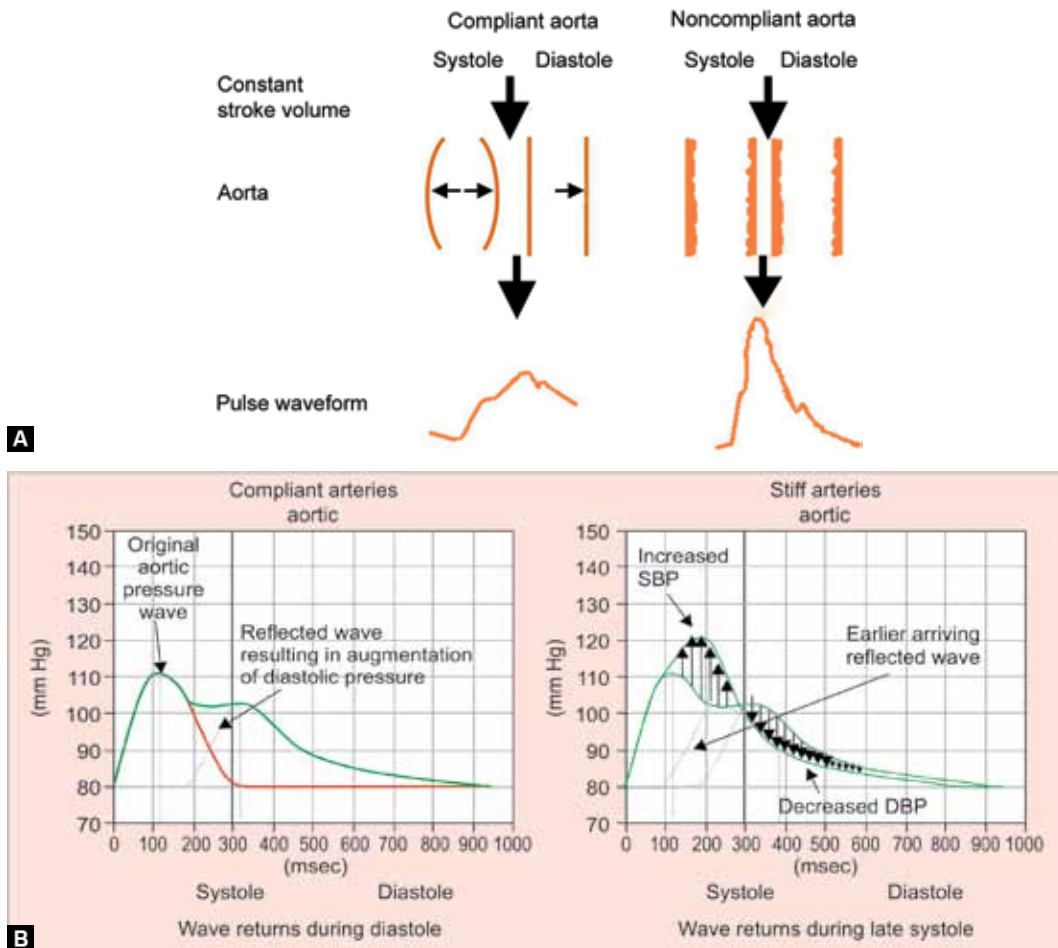 Compliant aorta
Noncompliant aorta
Systole Diastole
Systole Diastole
Constant
stroke volume
Aorta
Pulse waveform
A
Compliant arteries
aortic
150
140
130
120
110
100
90
80
70
(mm Hg)
Original
aortic
pressure
wave
Reflected wave
resulting in augmentation
of diastolic pressure
0 100 200 300 400 500 600 700 800 900 1000
(msec)
Systole Diastole
Wave returns during diastole
Stiff arteries
aortic
150
140
130
120
110
100
90
80
70
(mm Hg)
Increased
SBP
Earlier arriving
reflected wave
Decreased DBP
0 100 200 300 400 500 600 700 800 900 1000
(msec)
Systole Diastole
Wave returns during late systole
B